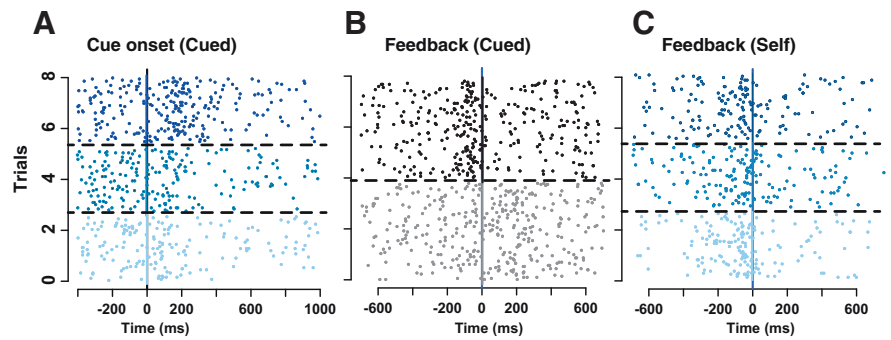 A B C
Cue onset (Cued) Feedback (Cued) Feedback (Self)
8
6
4
2
0
Trials
-200 0 200 600 1000 -600 -200 0 200 600 -600 -200 0 200 600
Time (ms) Time (ms) Time (ms)